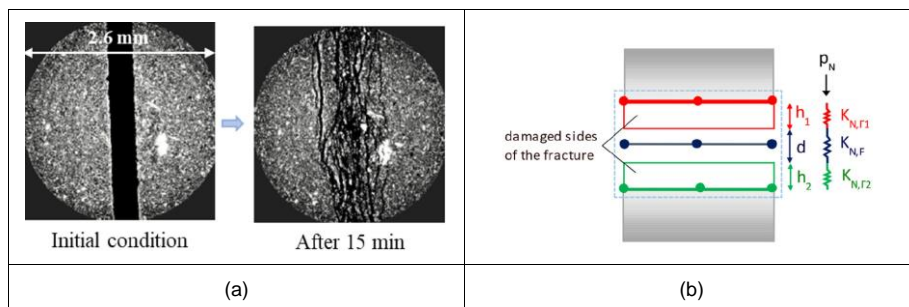 2.6 mm
Initial condition
After 15 min
(a)
p_N
damaged sides
of the fracture
h_1
K_N,Γ1
d
K_N,F
h_2
K_N,Γ2
(b)